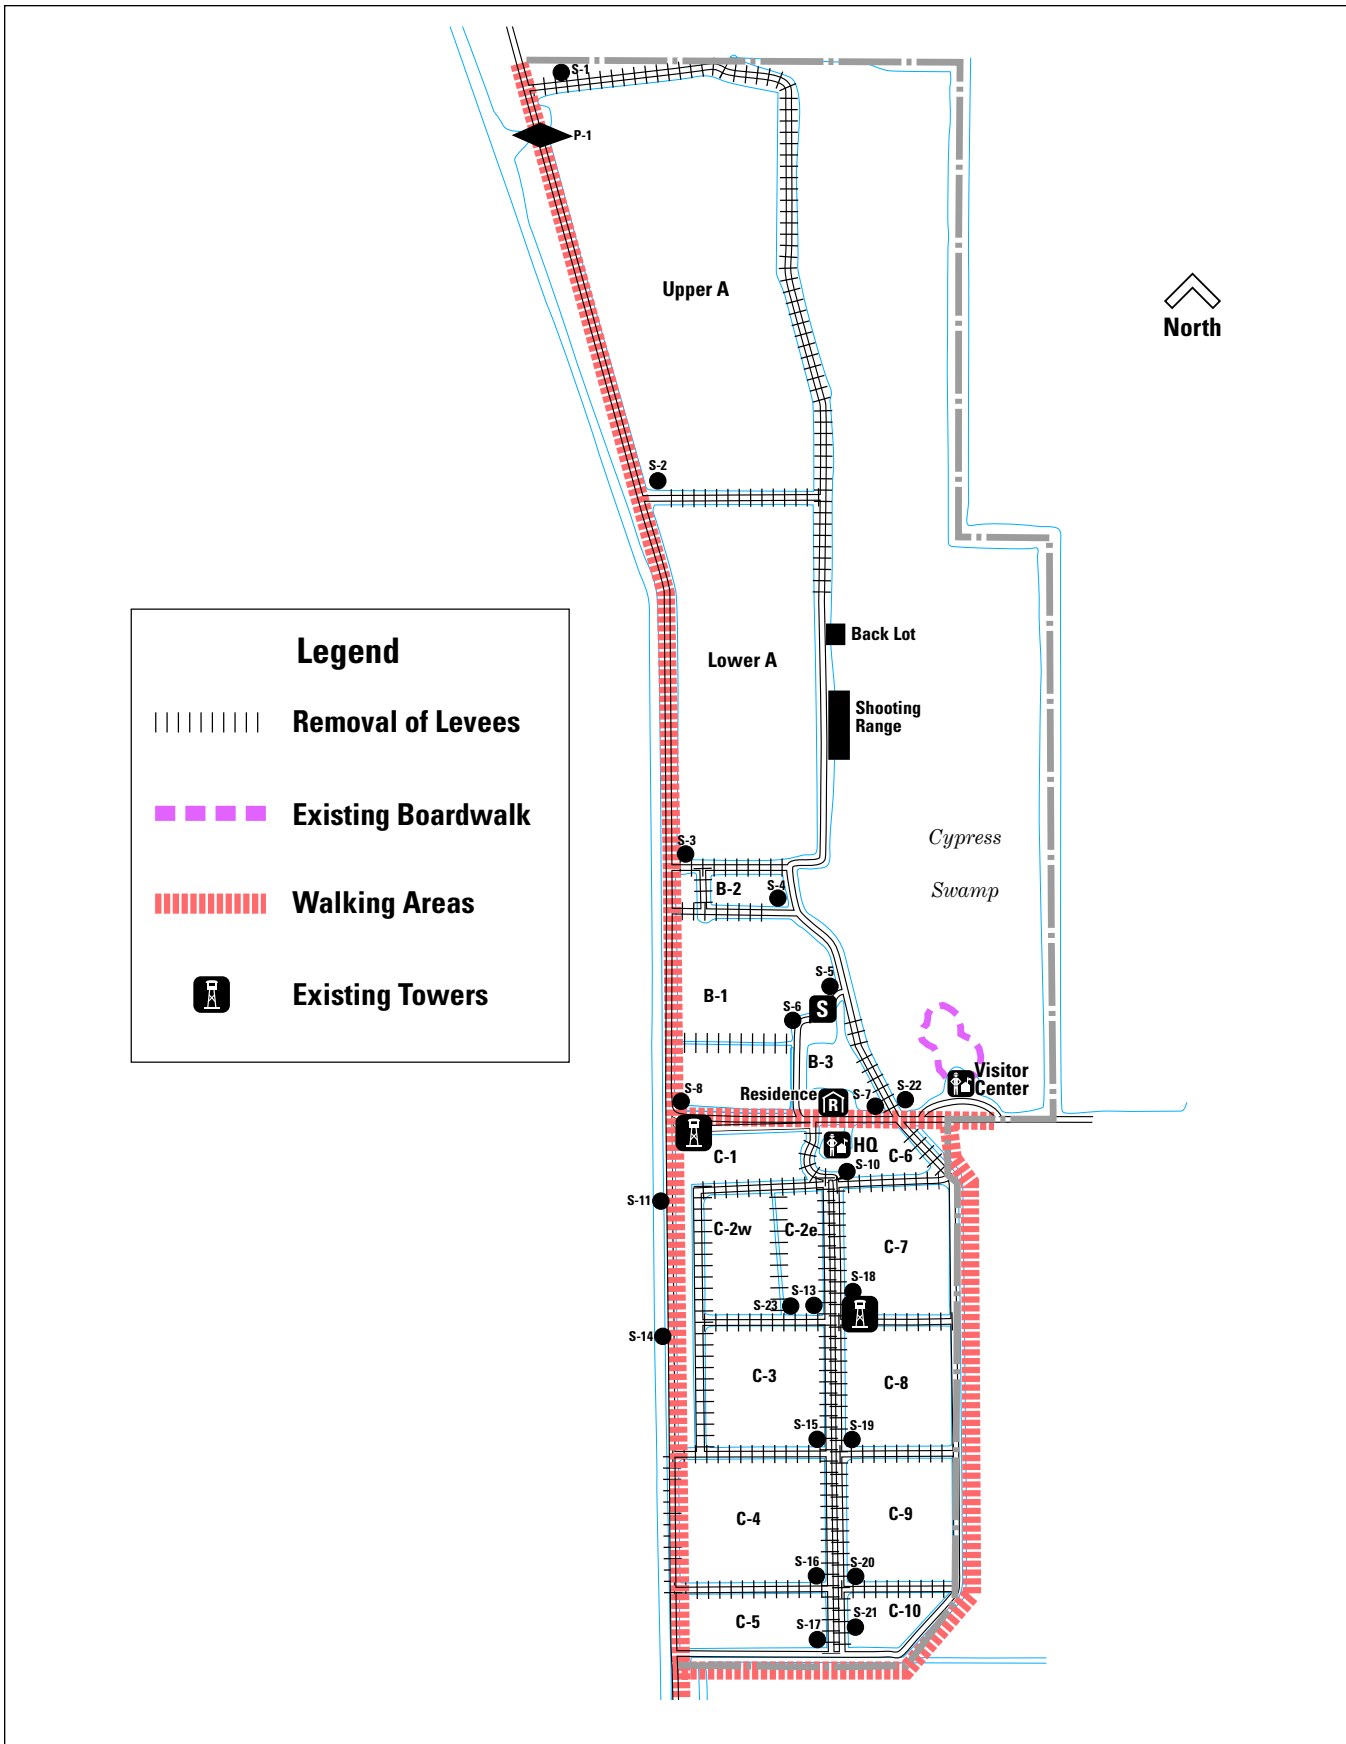 S-1
P-1
Upper A
North
S-2
Legend
Removal of Levees
Existing Boardwalk
Walking Areas
Existing Towers
Back Lot
Lower A
Shooting
Range
Cypress
Swamp
S-3
B-2
S-4
S-5
B-1
S
S-6
B-3
Visitor
Center
S-8
Residence
R
S-7
S-22
HQ
C-1
C-6
S-10
S-11
C-2w
C-2e
C-7
S-18
S-13
S-23
S-14
C-3
C-8
S-15
S-19
C-4
C-9
S-16
S-20
C-5
S-17
S-21
C-10